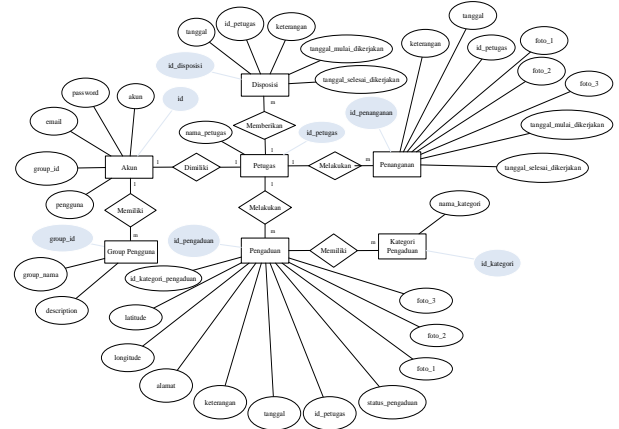 tanggal
id_petugas
keterangan
tanggal_mulai_dikerjakan
tanggal_selesai_dikerjakan
id_disposisi
Disposisi
m
Memberikan
1
tanggal
keterangan
id_petugas
foto_1
foto_2
foto_3
tanggal_mulai_dikerjakan
tanggal_selesai_dikerjakan
id_penanganan
password
akun
id
email
group_id
pengguna
Akun
1
Dimiliki
1
nama_petugas
id_petugas
Petugas
1
Melakukan
m
Penanganan
1
Memiliki
m
group_id
Group Pengguna
group_nama
description
1
Melakukan
m
id_pengaduan
Pengaduan
Memiliki
m
Kategori
Pengaduan
nama_kategori
id_kategori
id_kategori_pengaduan
latitude
longitude
alamat
keterangan
tanggal
id_petugas
status_pengaduan
foto_1
foto_2
foto_3